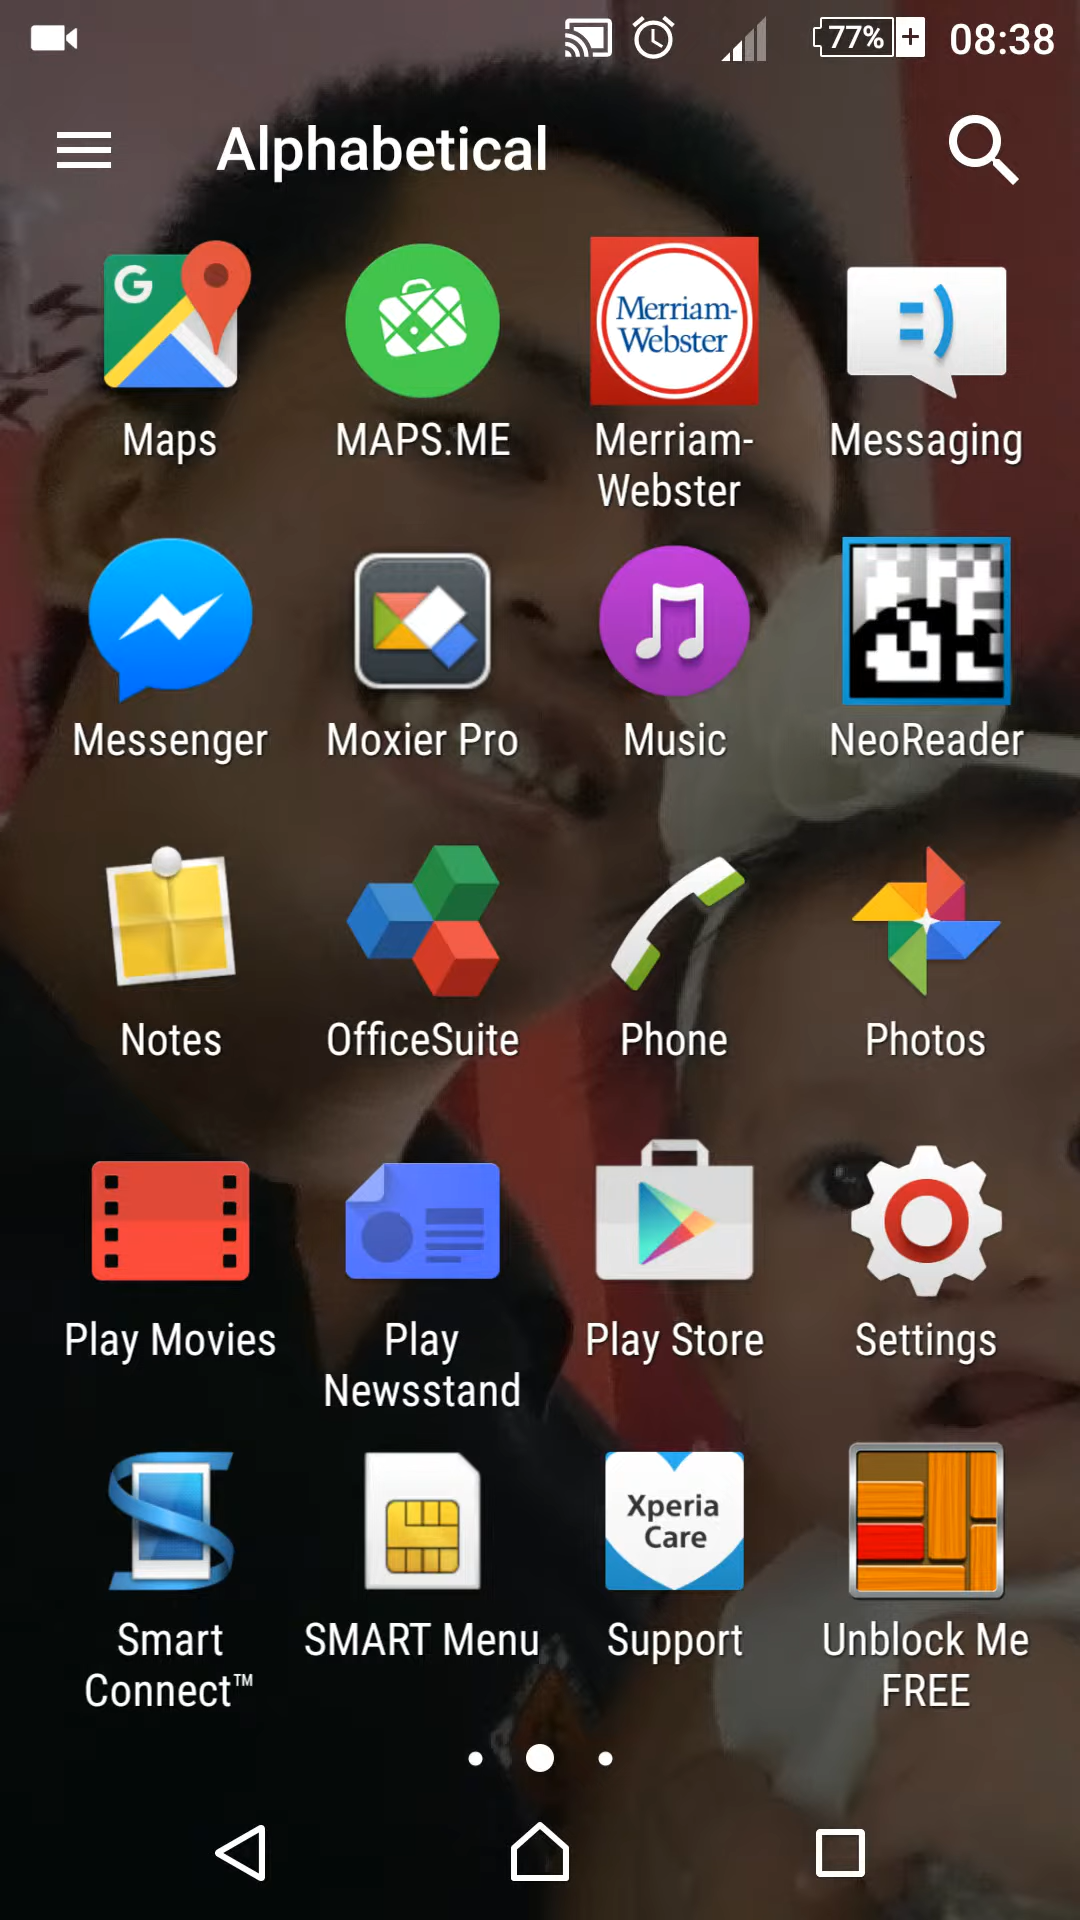 77% 08:38
Alphabetical
G
Merriam-
Webster
Maps MAPS.ME Merriam- Messaging
Webster
Messenger Moxier Pro Music NeoReader
Notes OfficeSuite Phone Photos
Play Movies Play Play Store Settings
Newsstand
Xperia
Care
Smart SMART Menu Support Unblock Me
Connect™ FREE